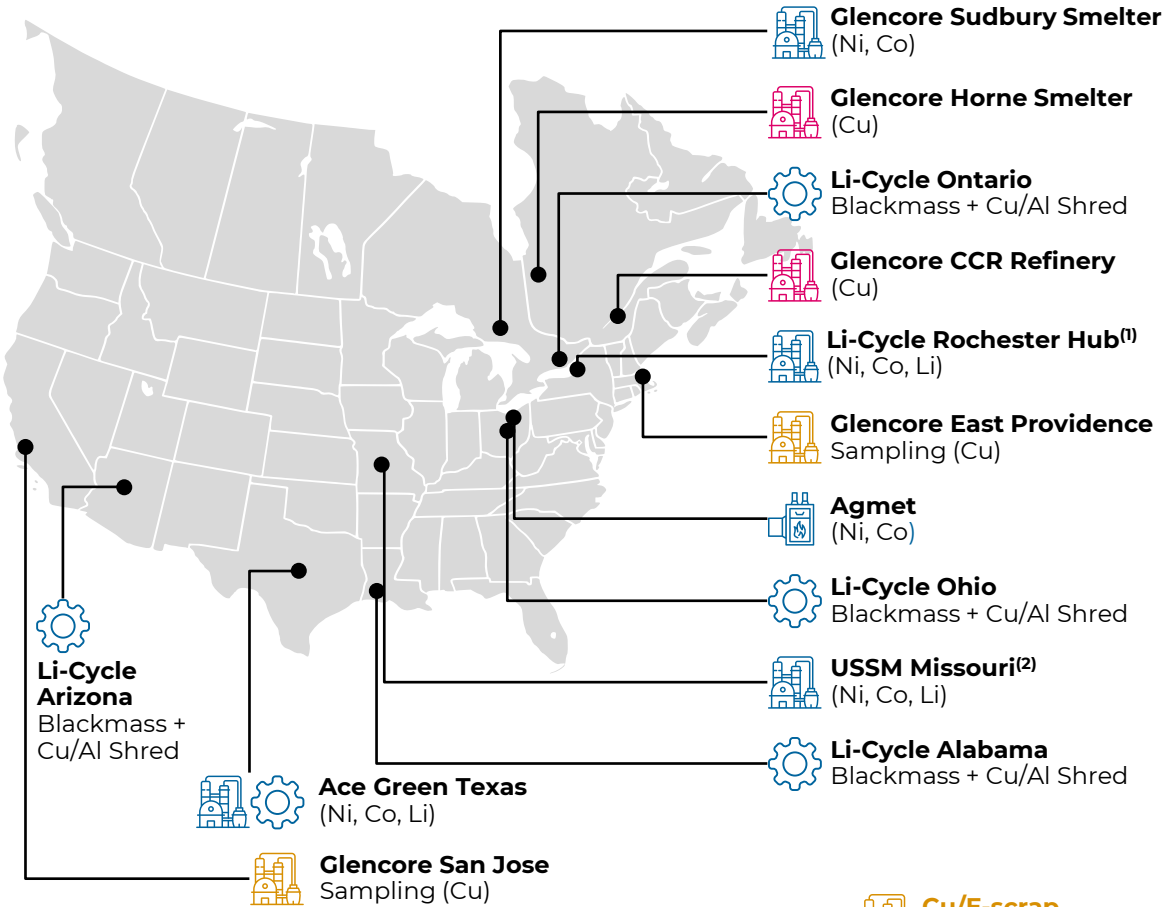 Glencore Sudbury Smelter
(Ni, Co)
Glencore Horne Smelter
(Cu)
Li-Cycle Ontario
Blackmass + Cu/Al Shred
Glencore CCR Refinery
(Cu)
Li-Cycle Rochester Hub(1)
(Ni, Co, Li)
Glencore East Providence
Sampling (Cu)
Agmet
(Ni, Co)
Li-Cycle Ohio
Blackmass + Cu/Al Shred
USSM Missouri(2)
(Ni, Co, Li)
Li-Cycle Alabama
Blackmass + Cu/Al Shred
Li-Cycle
Arizona
Blackmass +
Cu/Al Shred
Ace Green Texas
(Ni, Co, Li)
Glencore San Jose
Sampling (Cu)
Cu/E-scrap